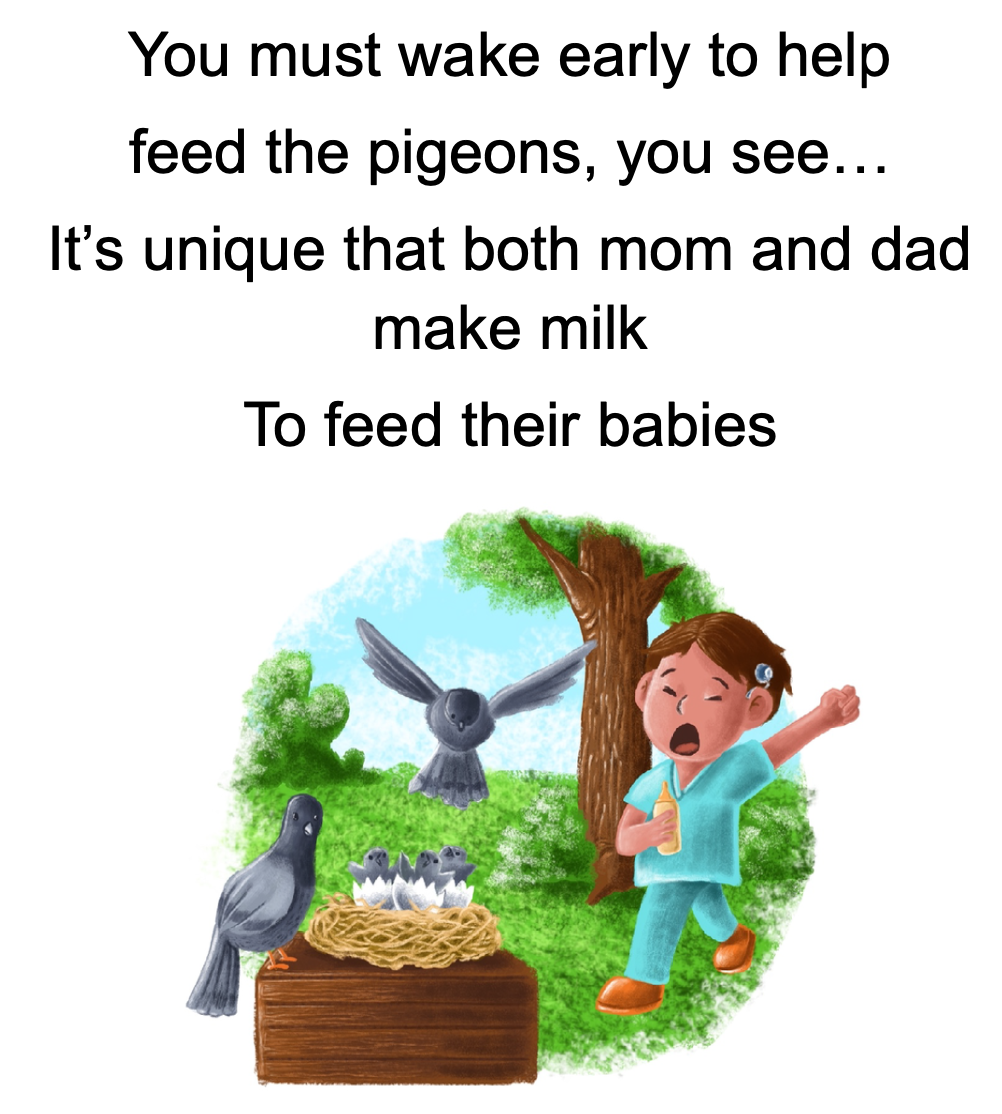 You must wake early to help
feed the pigeons, you see…
It’s unique that both mom and dad
make milk
To feed their babies